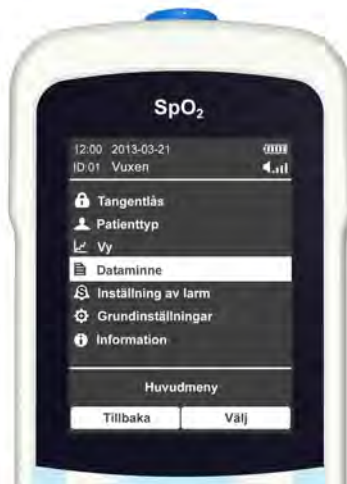 SpO₂
12:00 2013-03-21
ID:01 Vuxen
Tangentlås
Patienttyp
Vy
Dataminne
Inställning av larm
Grundinställningar
Information
Huvudmeny
Tillbaka Välj